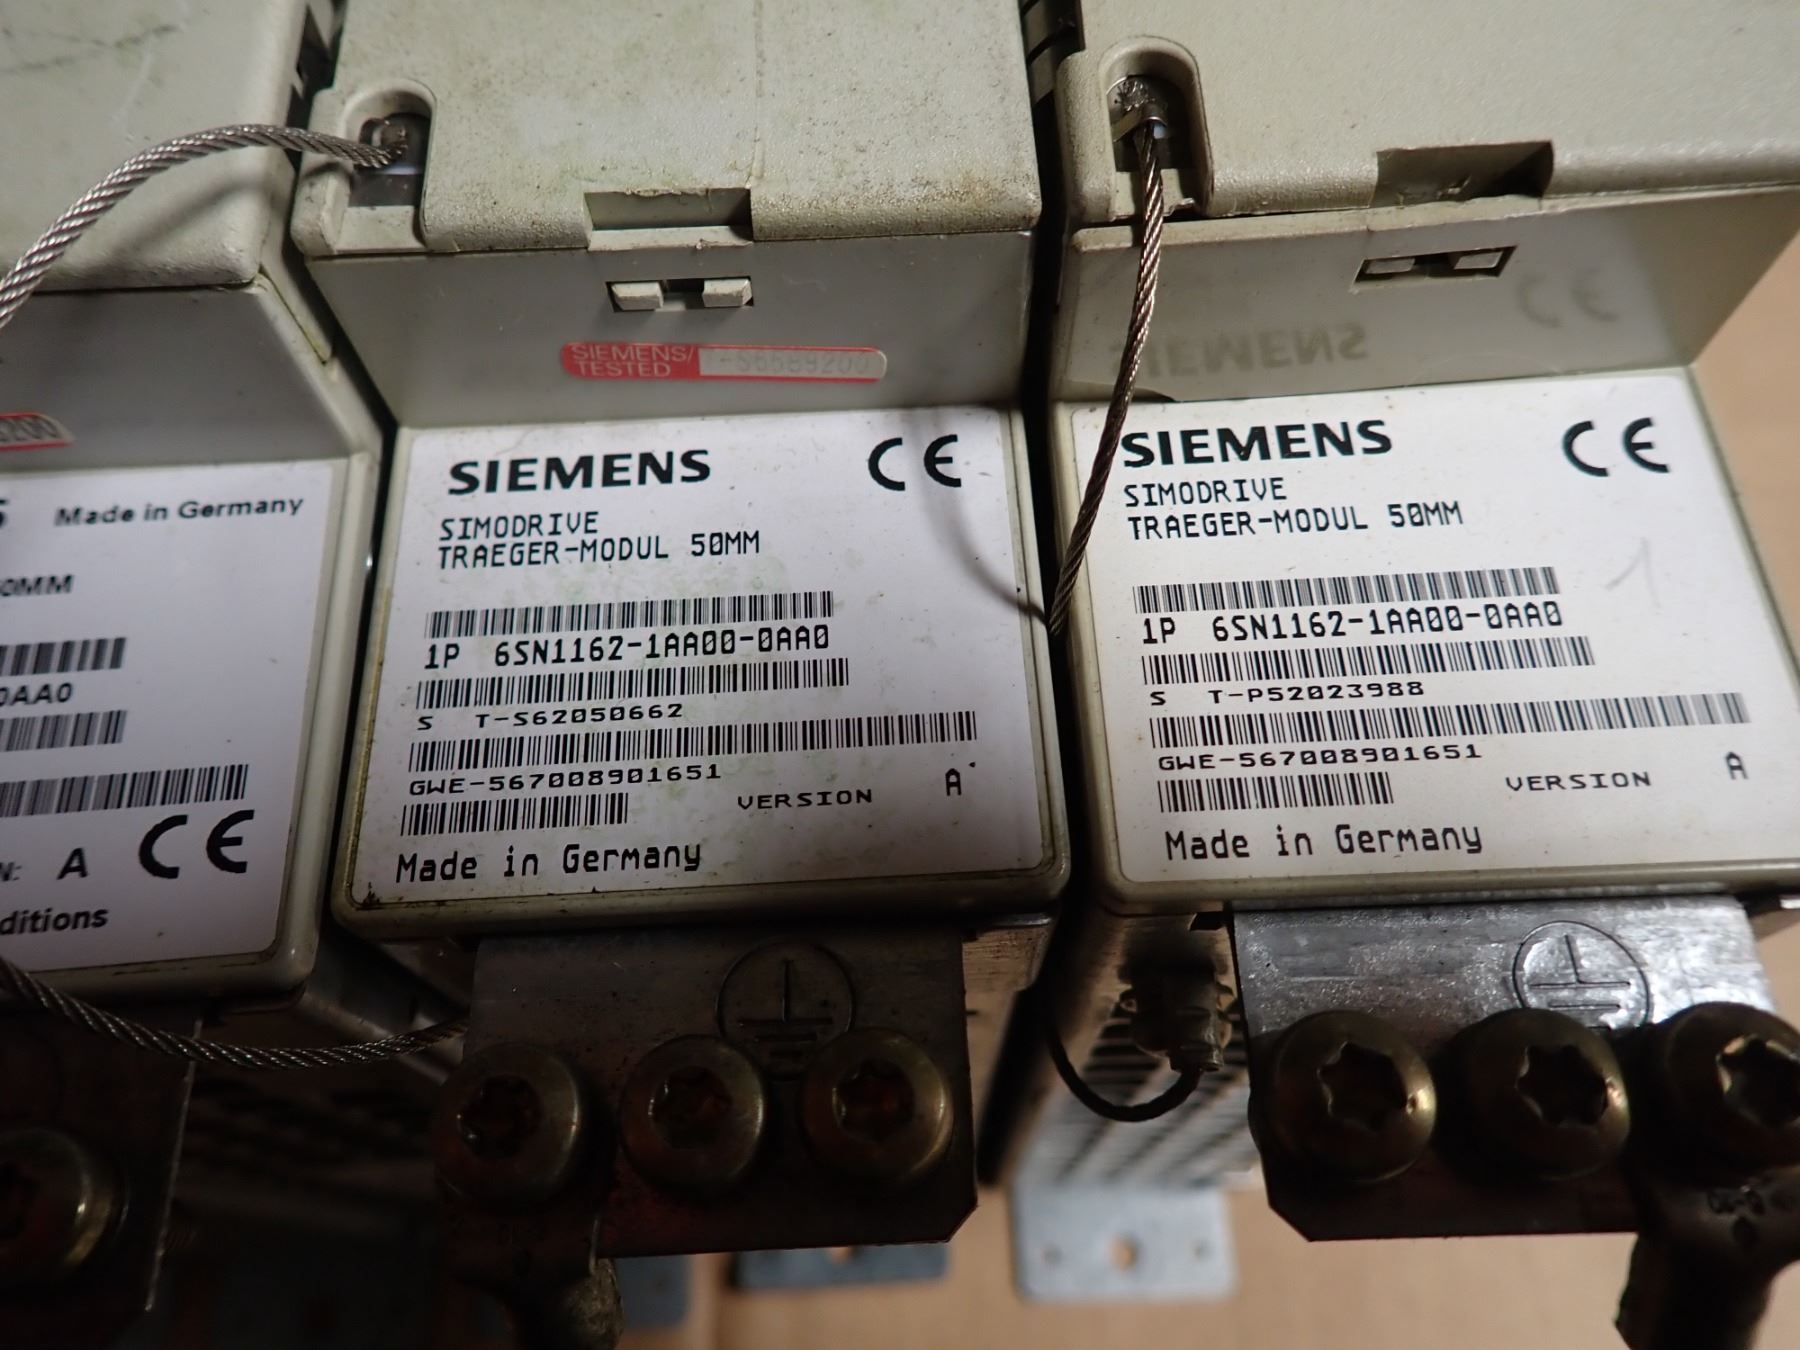 Made in Germany
0AA0
N: A CE
ditions
SIEMENS/
TESTED
SIEMENS CE
SIMODRIVE
TRAEGER-MODUL 50MM
1P 6SN1162-1AA00-0AA0
S T-S62050662
GWE-567008901651
VERSION A
Made in Germany
SIEMENS CE
SIMODRIVE
TRAEGER-MODUL 50MM
1P 6SN1162-1AA00-0AA0
S T-P52023988
GWE-567008901651
VERSION A
Made in Germany
1